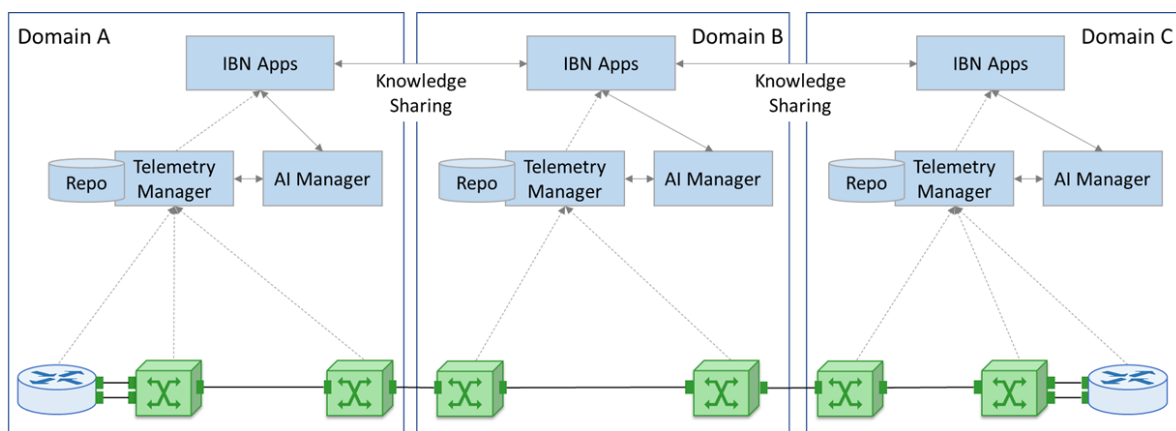 Domain A
Domain B
Domain C
IBN Apps
IBN Apps
IBN Apps
Knowledge
Sharing
Knowledge
Sharing
Repo
Telemetry
Manager
AI Manager
Repo
Telemetry
Manager
AI Manager
Repo
Telemetry
Manager
AI Manager